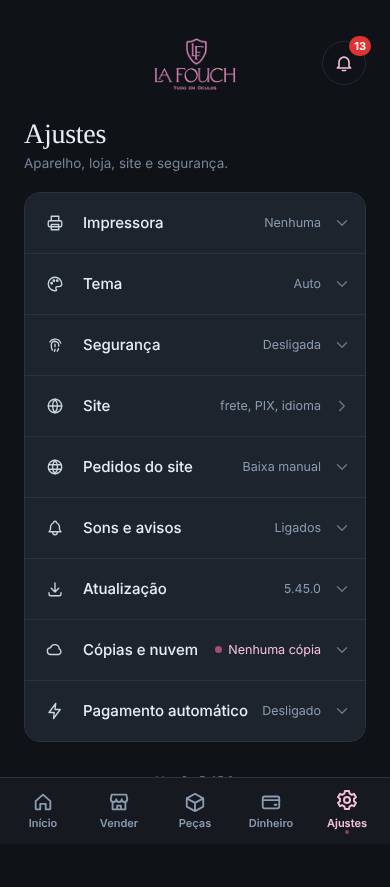 LF
LA FOUCH
TUDO EM ÓCULOS
13
Ajustes
Aparelho, loja, site e segurança.
Impressora Nenhuma
Tema Auto
Segurança Desligada
Site frete, PIX, idioma
Pedidos do site Baixa manual
Sons e avisos Ligados
Atualização 5.45.0
Cópias e nuvem Nenhuma cópia
Pagamento automático Desligado
Início Vender Peças Dinheiro Ajustes